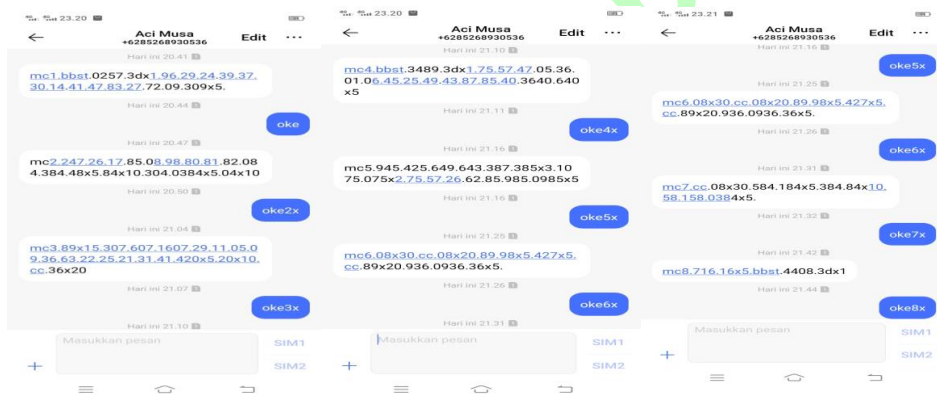 23.20
Aci Musa
+6285268930536
Edit ...
Hari ini 20.41
mc1.bbst.0257.3dx1.96.29.24.39.37.
30.14.41.47.83.27.72.09.309x5.
Hari ini 20.44
oke
Hari ini 20.47
mc2.247.26.17.85.08.98.80.81.82.08
4.384.48x5.84x10.304.0384x5.04x10
Hari ini 20.50
oke2x
Hari ini 21.04
mc3.89x15.307.607.1607.29.11.05.0
9.36.63.22.25.21.31.41.420x5.20x10.
cc.36x20
Hari ini 21.07
oke3x
Hari ini 21.10
Masukkan pesan
SIM1
SIM2
23.20
Aci Musa
+6285268930536
Edit ...
Hari ini 21.10
mc4.bbst.3489.3dx1.75.57.47.05.36.
01.06.45.25.49.43.87.85.40.3640.640
x5
Hari ini 21.11
oke4x
Hari ini 21.16
mc5.945.425.649.643.387.385x3.10
75.075x2.75.57.26.62.85.985.0985x5
Hari ini 21.16
oke5x
Hari ini 21.25
mc6.08x30.cc.08x20.89.98x5.427x5.
cc.89x20.936.0936.36x5.
Hari ini 21.26
oke6x
Hari ini 21.31
Masukkan pesan
SIM1
SIM2
23.21
Aci Musa
+6285268930536
Edit ...
Hari ini 21.16
oke5x
Hari ini 21.25
mc6.08x30.cc.08x20.89.98x5.427x5.
cc.89x20.936.0936.36x5.
Hari ini 21.26
oke6x
Hari ini 21.31
mc7.cc.08x30.584.184x5.384.84x10.
58.158.0384x5.
Hari ini 21.32
oke7x
Hari ini 21.42
mc8.716.16x5.bbst.4408.3dx1
Hari ini 21.44
oke8x
Masukkan pesan
SIM1
SIM2